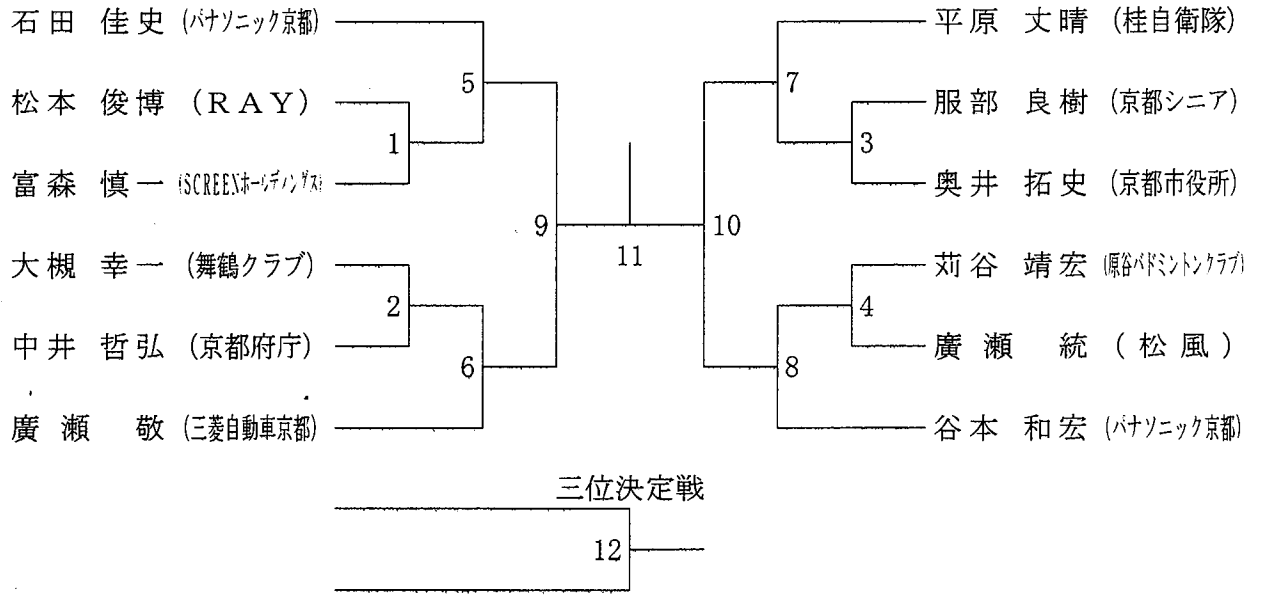 石田 佳史 (パナソニック京都)
松本 俊博 (RAY)
富森 慎一 (SCREENホールディングス)
大槻 幸一 (舞鶴クラブ)
中井 哲弘 (京都府庁)
廣瀬 敬 (三菱自動車京都)
5
1
2
6
9
11
10
7
3
4
8
平原 丈晴 (桂自衛隊)
服部 良樹 (京都シニア)
奥井 拓史 (京都市役所)
苅谷 靖宏 (原谷バドミントンクラブ)
廣瀬 統 (松風)
谷本 和宏 (パナソニック京都)
三位決定戦
12